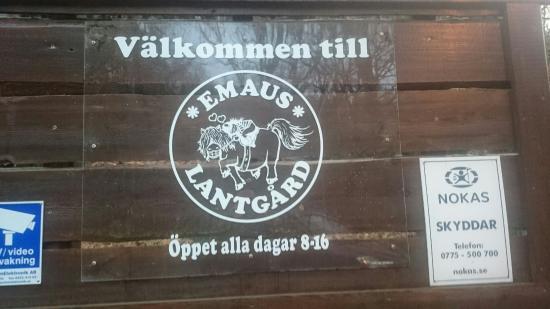 Välkommen till
* EMAUS *
LANTGÅRD
Öppet alla dagar 8-16
/video
vakning
NOKAS
SKYDDAR
Telefon:
0775 - 500 700
nokas.se